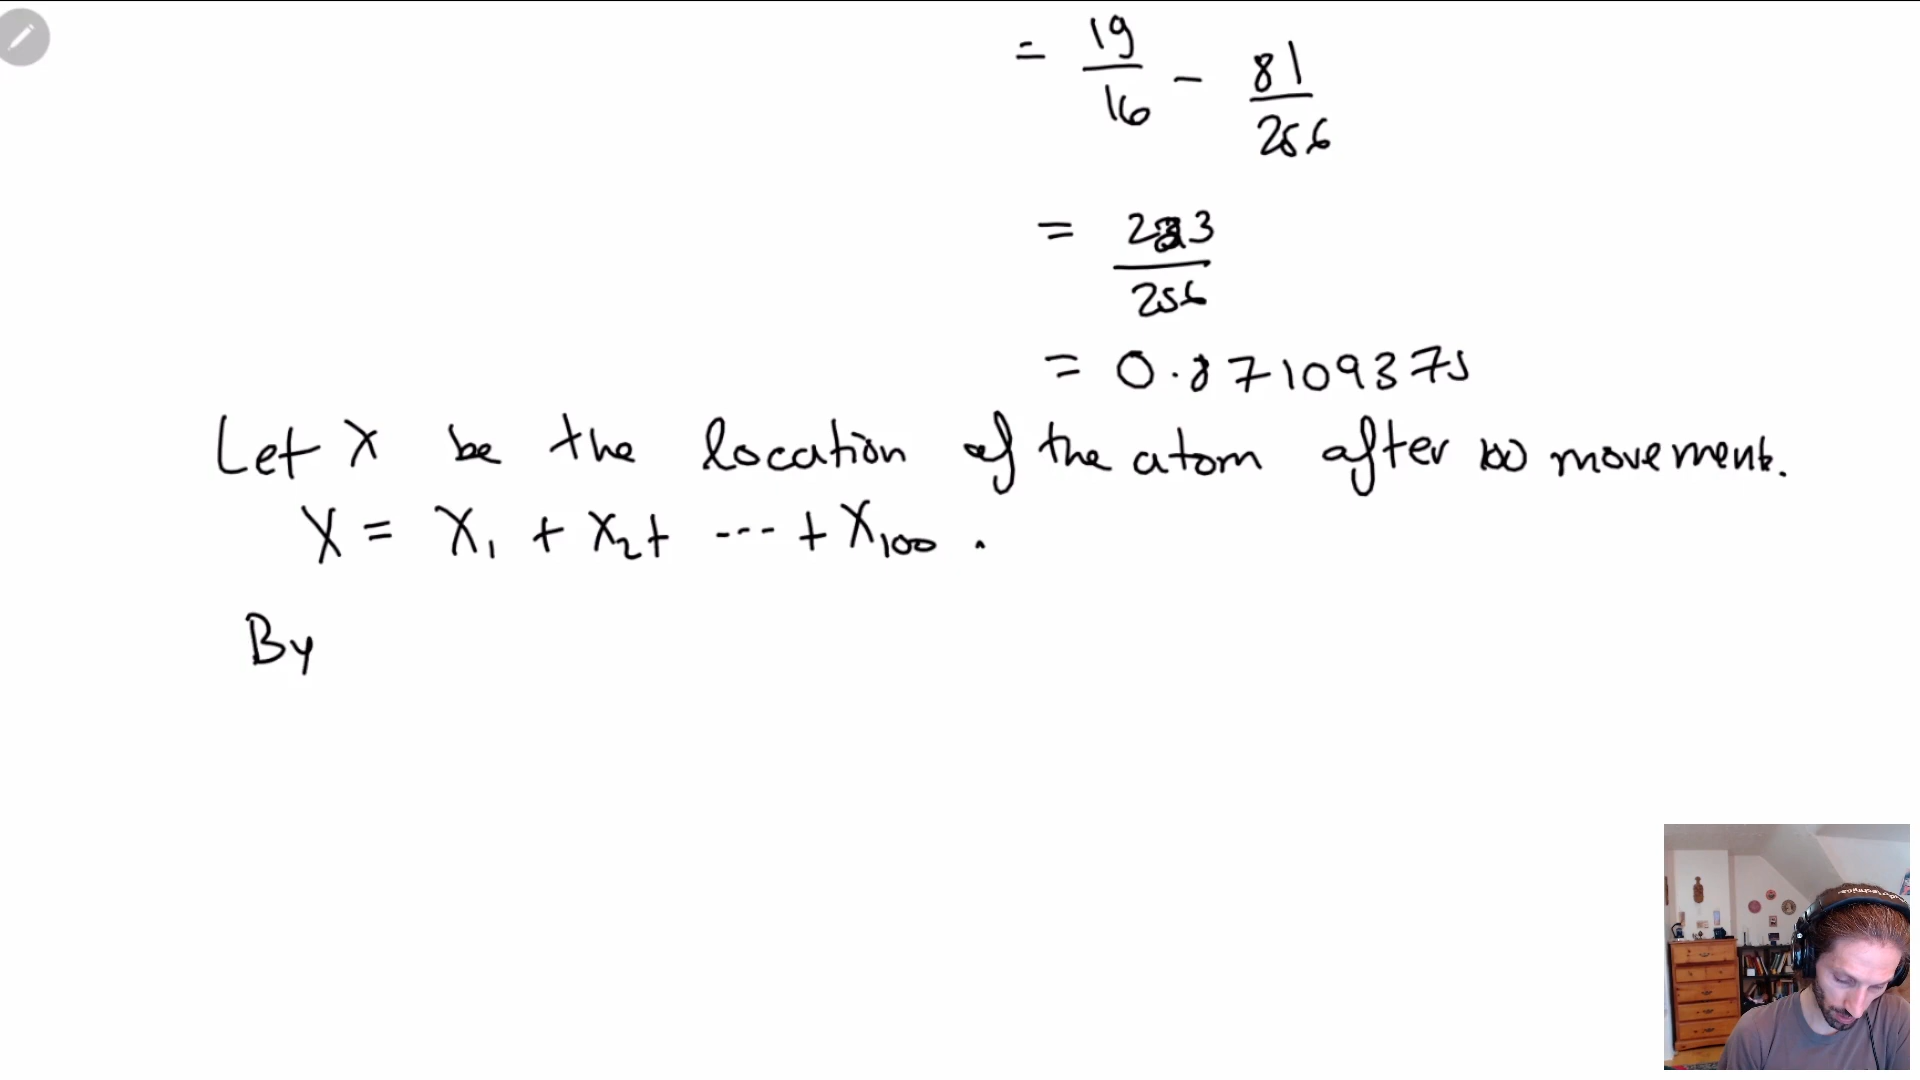 = 19/16 - 81/256
= 223/256
= 0.87109375
Let X be the location of the atom after 100 movements.
X = X₁ + X₂ + --- + X₁₀₀.
By